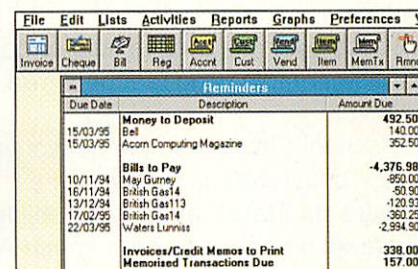 File Edit Lists Activities Reports Graphs Preferences
Invoice Cheque Bill Reg Accnt Cust Vend Item MemTx Rmnd
Reminders
Due Date Description Amount Due
Money to Deposit 492.50
15/03/95 Bell 140.00
15/03/95 Acorn Computing Magazine 352.50
Bills to Pay -4,376.98
10/11/94 May Gurney -850.00
16/11/94 British Gas14 -50.90
13/12/94 British Gas113 -120.93
17/02/95 British Gas14 -360.25
22/03/95 Waters Lunniss -2,994.90
Invoices/Credit Memos to Print 338.00
Memorised Transactions Due 157.08